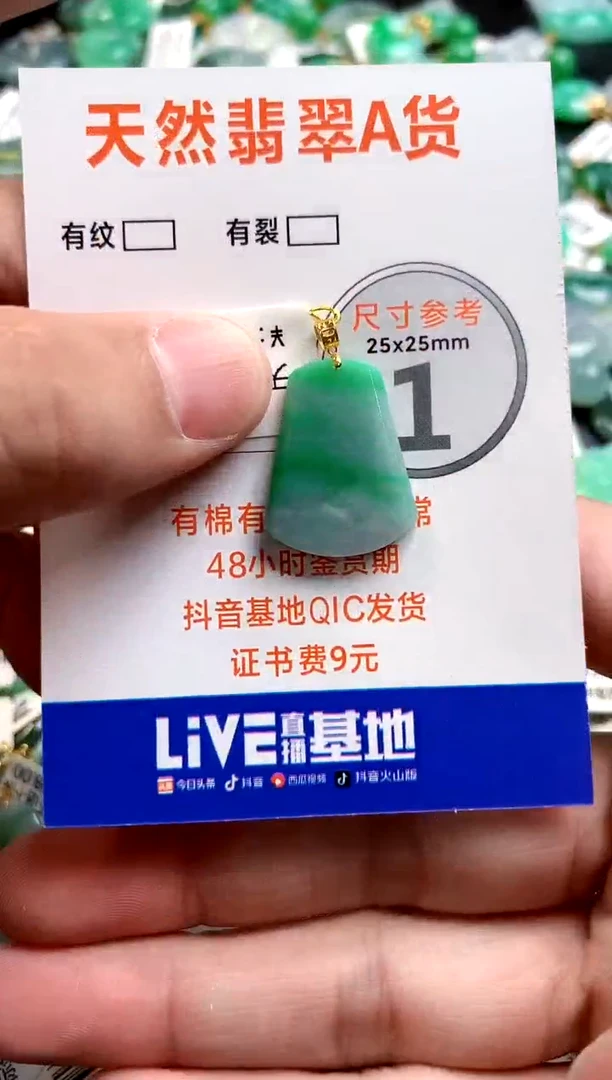 天然翡翠A货
有纹 有裂
尺寸参考
25x25mm
1
有棉有 常
48小时鉴赏期
抖音基地QIC发货
证书费9元
LiVE直播基地
今日头条 抖音 西瓜视频 抖音火山版